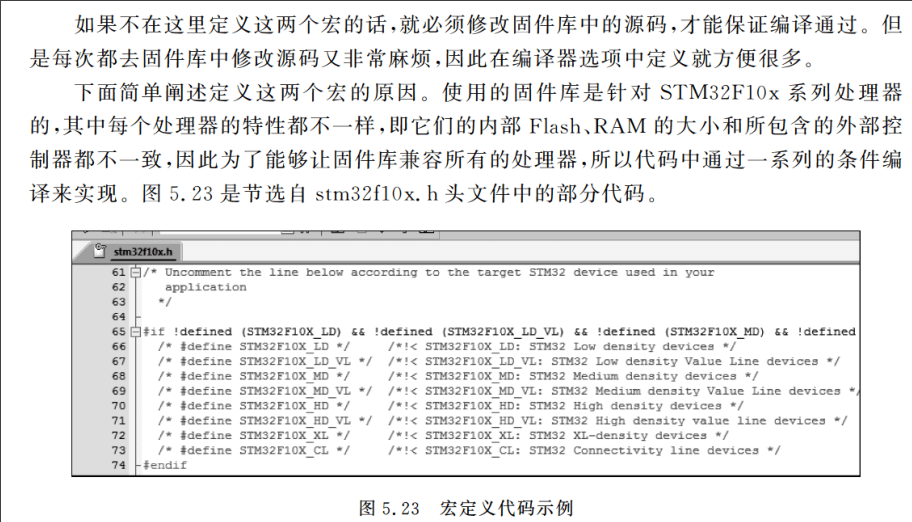 如果不在这里定义这两个宏的话,就必须修改固件库中的源码,才能保证编译通过。但
是每次都去固件库中修改源码又非常麻烦,因此在编译器选项中定义就方便很多。
下面简单阐述定义这两个宏的原因。使用的固件库是针对 STM32F10x 系列处理器
的,其中每个处理器的特性都不一样,即它们的内部 Flash、RAM 的大小和所包含的外部控
制器都不一致,因此为了能够让固件库兼容所有的处理器,所以代码中通过一系列的条件编
译来实现。图 5.23 是节选自 stm32f10x.h 头文件中的部分代码。
stm32f10x.h
61 /* Uncomment the line below according to the target STM32 device used in your
62 application
63 */
64
65 #if !defined (STM32F10X_LD) && !defined (STM32F10X_LD_VL) && !defined (STM32F10X_MD) && !defined
66 /* #define STM32F10X_LD */ /*!< STM32F10X_LD: STM32 Low density devices */
67 /* #define STM32F10X_LD_VL */ /*!< STM32F10X_LD_VL: STM32 Low density Value Line devices */
68 /* #define STM32F10X_MD */ /*!< STM32F10X_MD: STM32 Medium density devices */
69 /* #define STM32F10X_MD_VL */ /*!< STM32F10X_MD_VL: STM32 Medium density Value Line devices */
70 /* #define STM32F10X_HD */ /*!< STM32F10X_HD: STM32 High density devices */
71 /* #define STM32F10X_HD_VL */ /*!< STM32F10X_HD_VL: STM32 High density value line devices */
72 /* #define STM32F10X_XL */ /*!< STM32F10X_XL: STM32 XL-density devices */
73 /* #define STM32F10X_CL */ /*!< STM32F10X_CL: STM32 Connectivity line devices */
74 #endif
图 5.23 宏定义代码示例